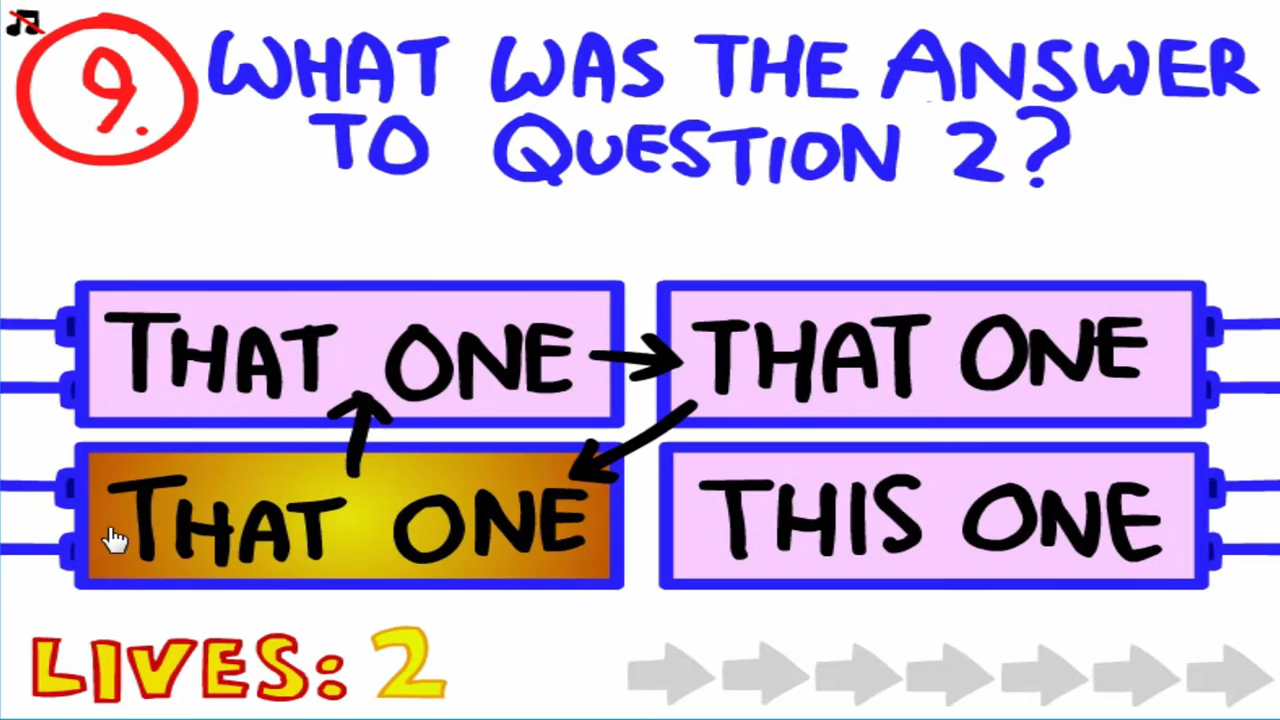 9. WHAT WAS THE ANSWER
TO QUESTION 2?
THAT ONE THAT ONE
THAT ONE THIS ONE
LIVES: 2